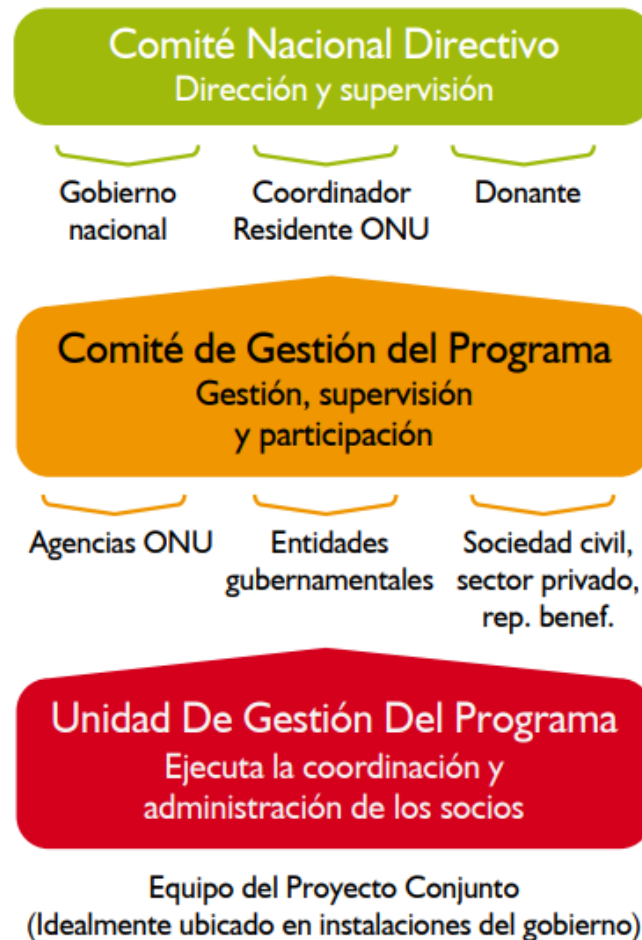 Comité Nacional Directivo
Dirección y supervisión
Gobierno
nacional
Coordinador
Residente ONU
Donante
Comité de Gestión del Programa
Gestión, supervisión
y participación
Agencias ONU
Entidades
gubernamentales
Sociedad civil,
sector privado,
rep. benef.
Unidad De Gestión Del Programa
Ejecuta la coordinación y
administración de los socios
Equipo del Proyecto Conjunto
(Idealmente ubicado en instalaciones del gobierno)